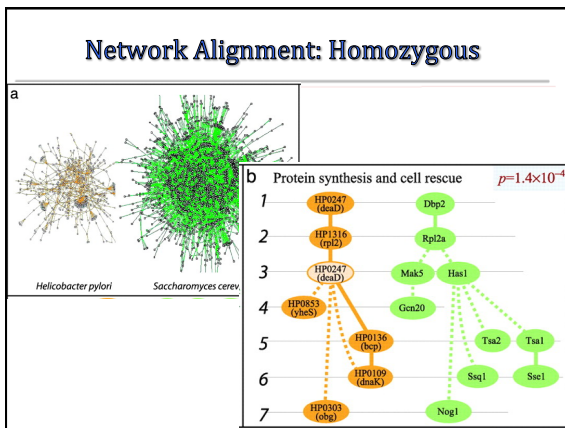 Network Alignment: Homozygous
a
Helicobacter pylori
Saccharomyces cerev
b Protein synthesis and cell rescue p=1.4×10⁻⁴
1 HP0247 (deaD) Dbp2
2 HP1316 (rpl2) Rpl2a
3 HP0247 (deaD) Mak5 Has1
4 HP0853 (yheS) Gcn20
5 HP0136 (bcp) Tsa2 Tsa1
6 HP0109 (dnaK) Ssq1 Sse1
7 HP0303 (obg) Nog1